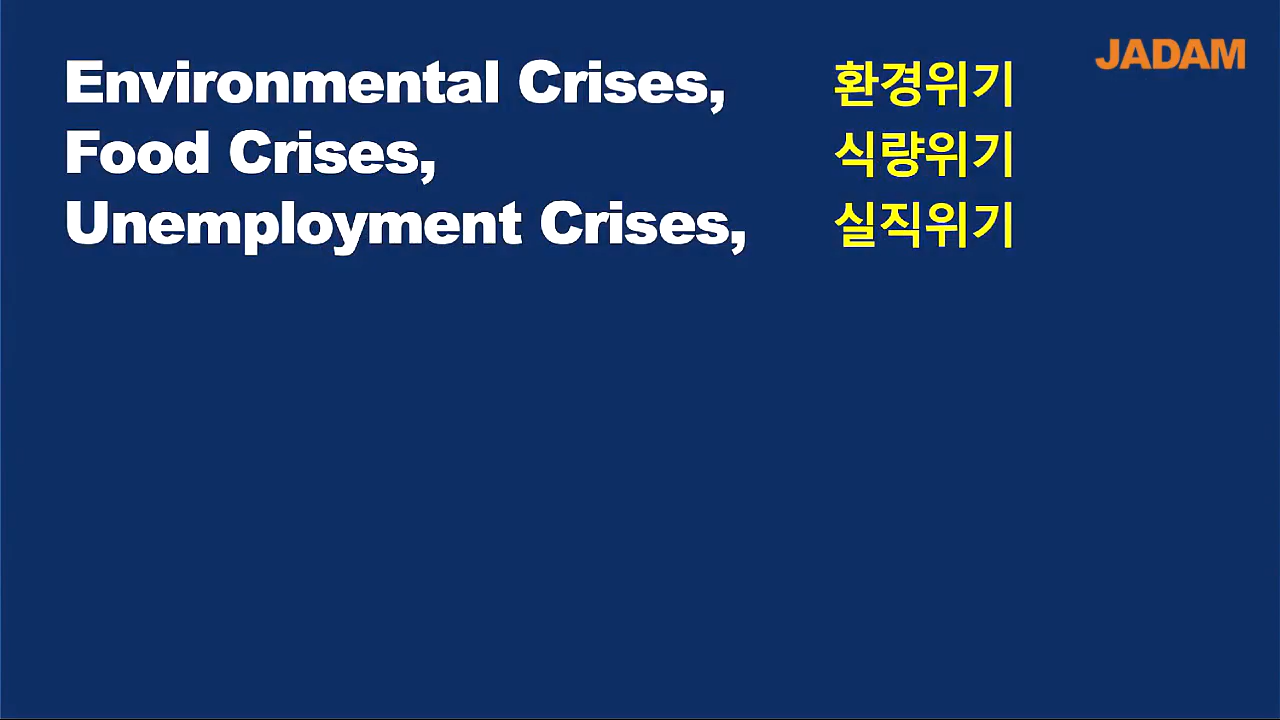 JADAM
Environmental Crises, 환경위기
Food Crises, 식량위기
Unemployment Crises, 실직위기